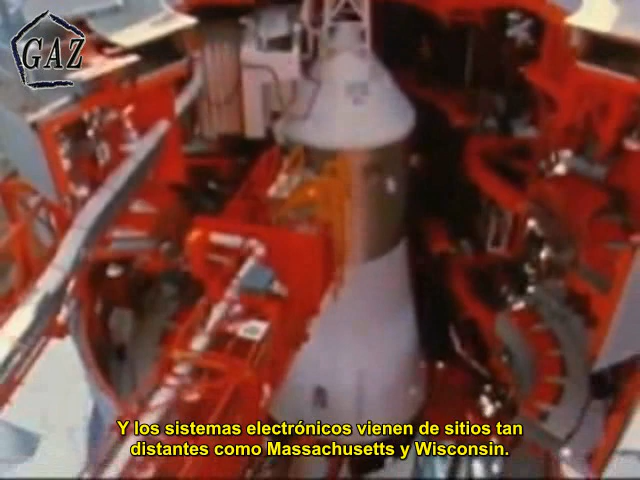 GAZ
Y los sistemas electrónicos vienen de sitios tan
distantes como Massachusetts y Wisconsin.